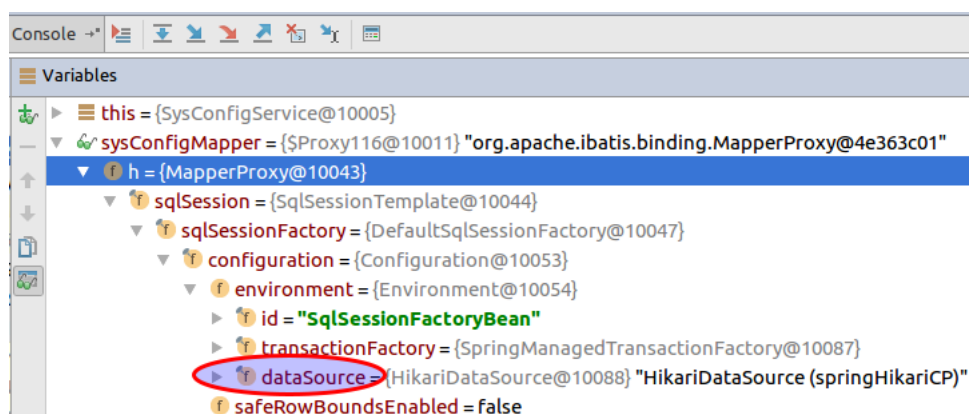 Console
Variables
this = {SysConfigService@10005}
sysConfigMapper = {$Proxy116@10011} "org.apache.ibatis.binding.MapperProxy@4e363c01"
h = {MapperProxy@10043}
sqlSession = {SqlSessionTemplate@10044}
sqlSessionFactory = {DefaultSqlSessionFactory@10047}
configuration = {Configuration@10053}
environment = {Environment@10054}
id = "SqlSessionFactoryBean"
transactionFactory = {SpringManagedTransactionFactory@10087}
dataSource = {HikariDataSource@10088} "HikariDataSource (springHikariCP)"
safeRowBoundsEnabled = false